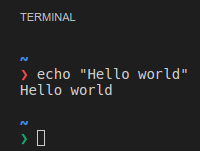 TERMINAL
~
❯ echo "Hello world"
Hello world
~
❯